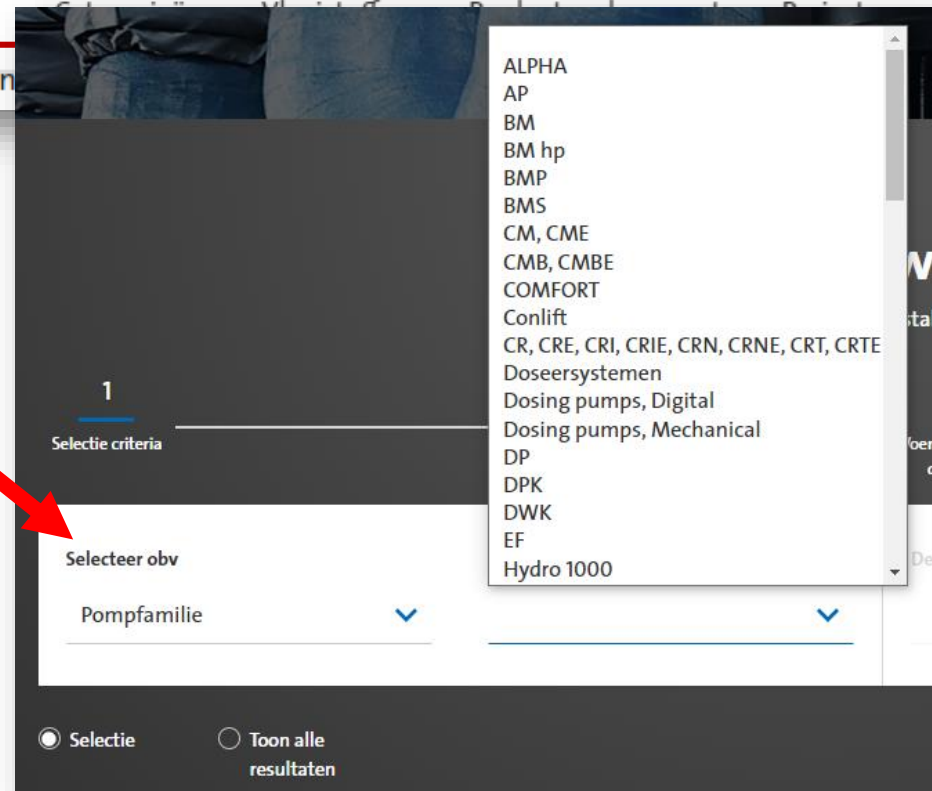 ALPHA
AP
BM
BM hp
BMP
BMS
CM, CME
CMB, CMBE
COMFORT
Conlift
CR, CRE, CRI, CRIE, CRN, CRNE, CRT, CRTE
Doseersystemen
Dosing pumps, Digital
Dosing pumps, Mechanical
DP
DPK
DWK
EF
Hydro 1000
1
Selectie criteria
Selecteer obv
Pompfamilie
Selectie
Toon alle
resultaten